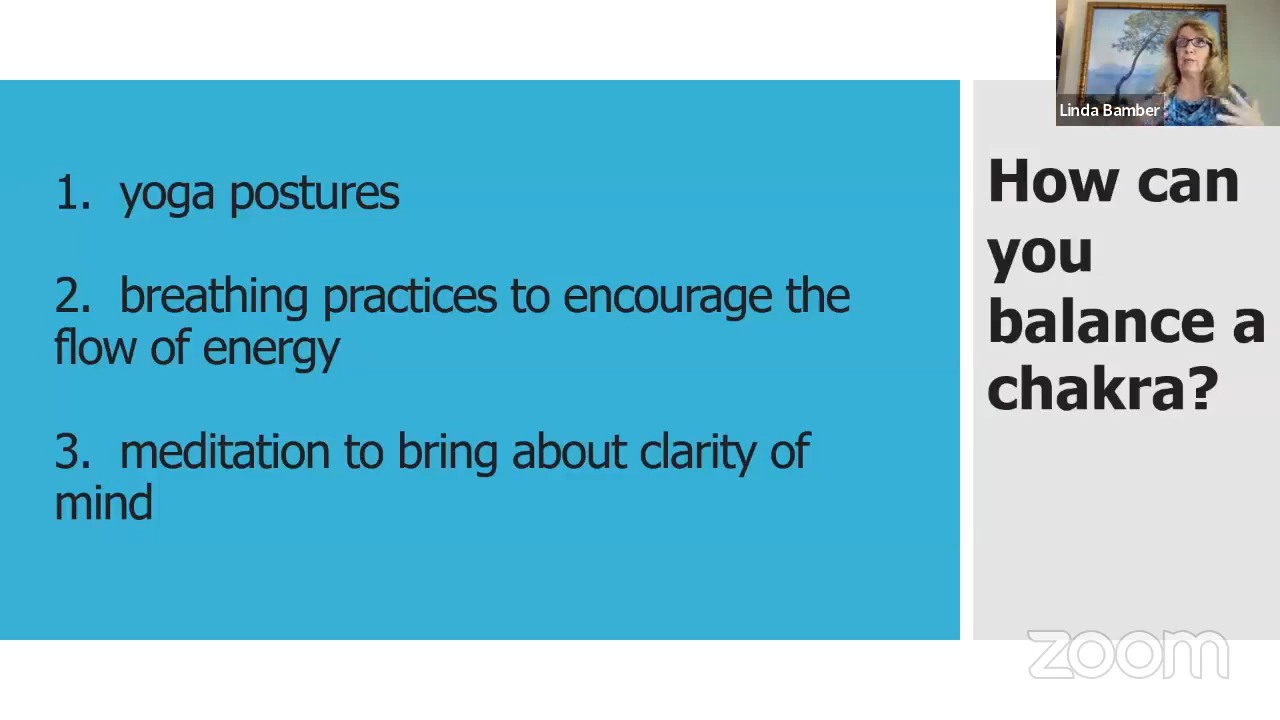 Linda Bamber
How can
you
balance a
chakra?
1. yoga postures
2. breathing practices to encourage the
flow of energy
3. meditation to bring about clarity of
mind
zoom